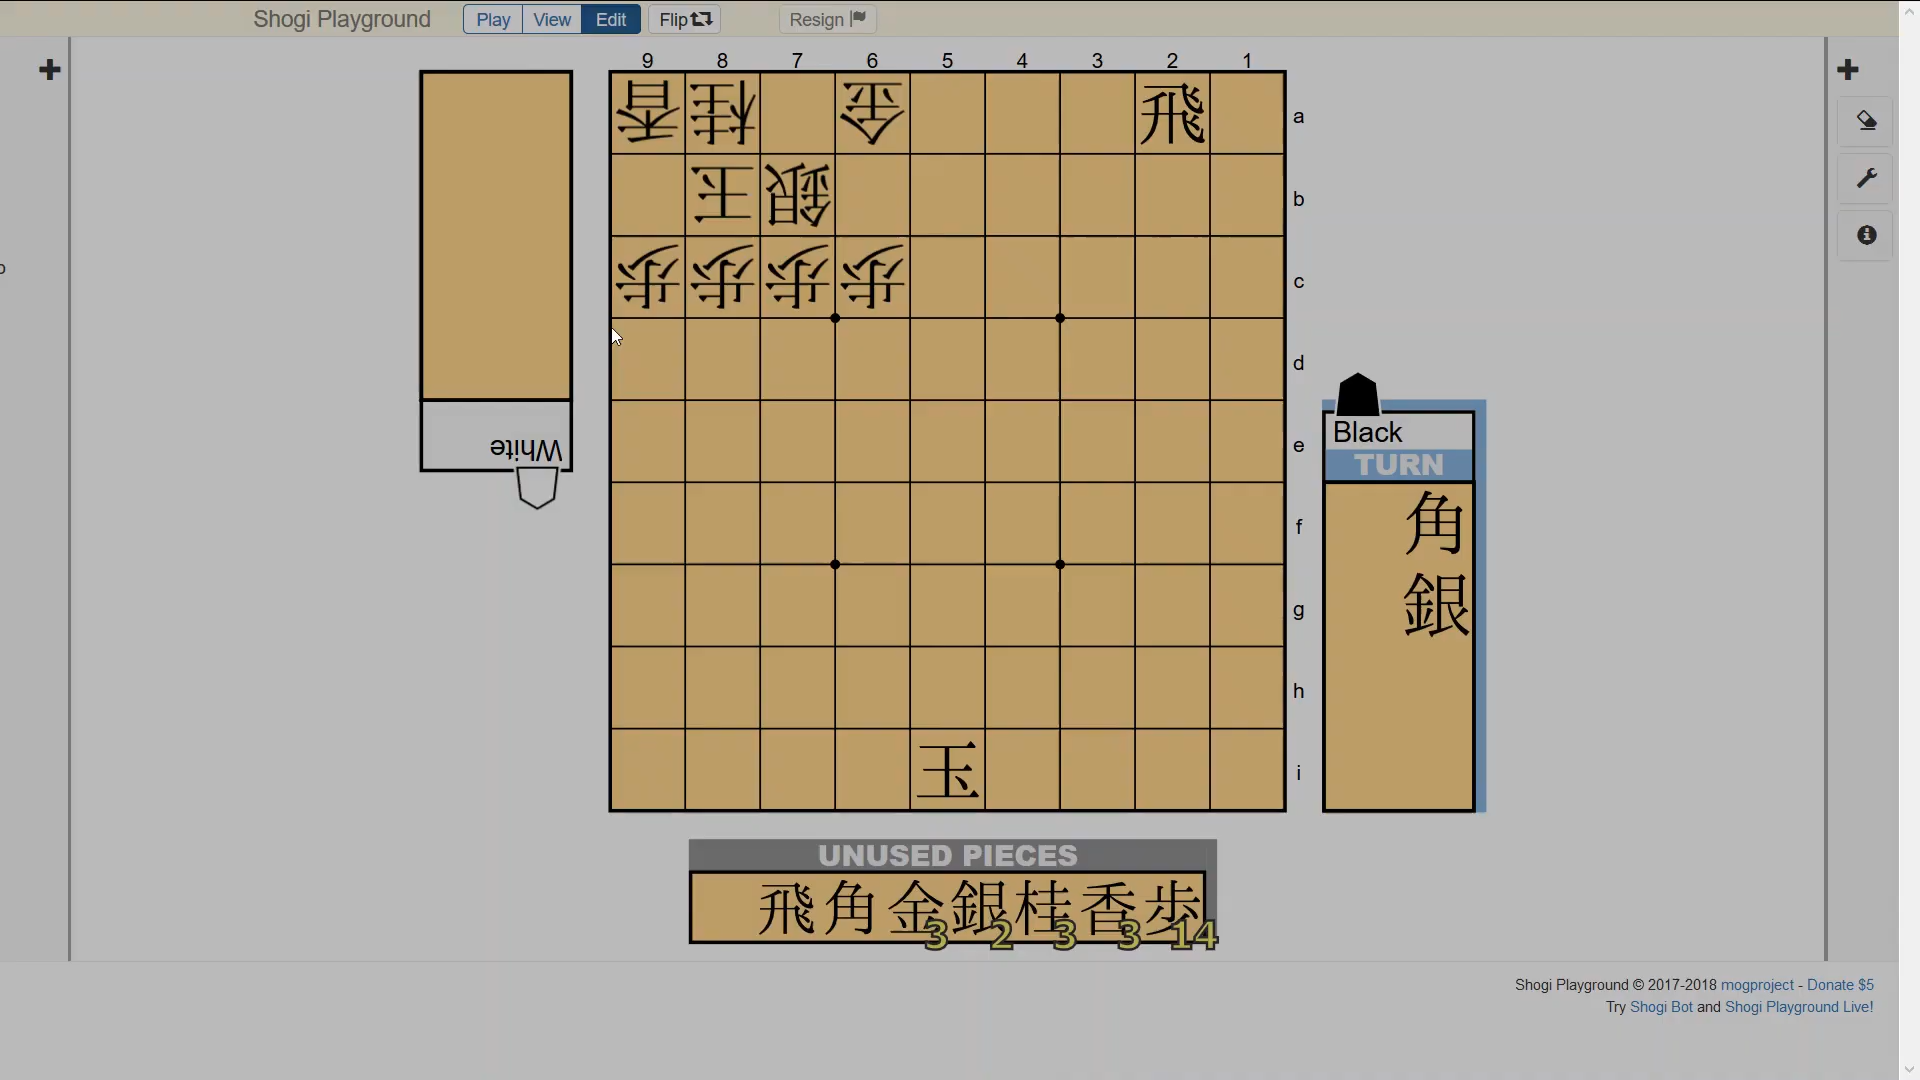 Shogi Playground Play View Edit Flip Resign
9 8 7 6 5 4 3 2 1
香 桂 金 飛 a
玉 銀 b
歩 歩 歩 歩 c
d
Black
TURN
White
e
角
f
銀
g
h
玉 i
UNUSED PIECES
飛 角 金 銀 桂 香 歩
3 2 3 3 14
Shogi Playground © 2017-2018 mogproject - Donate $5
Try Shogi Bot and Shogi Playground Live!